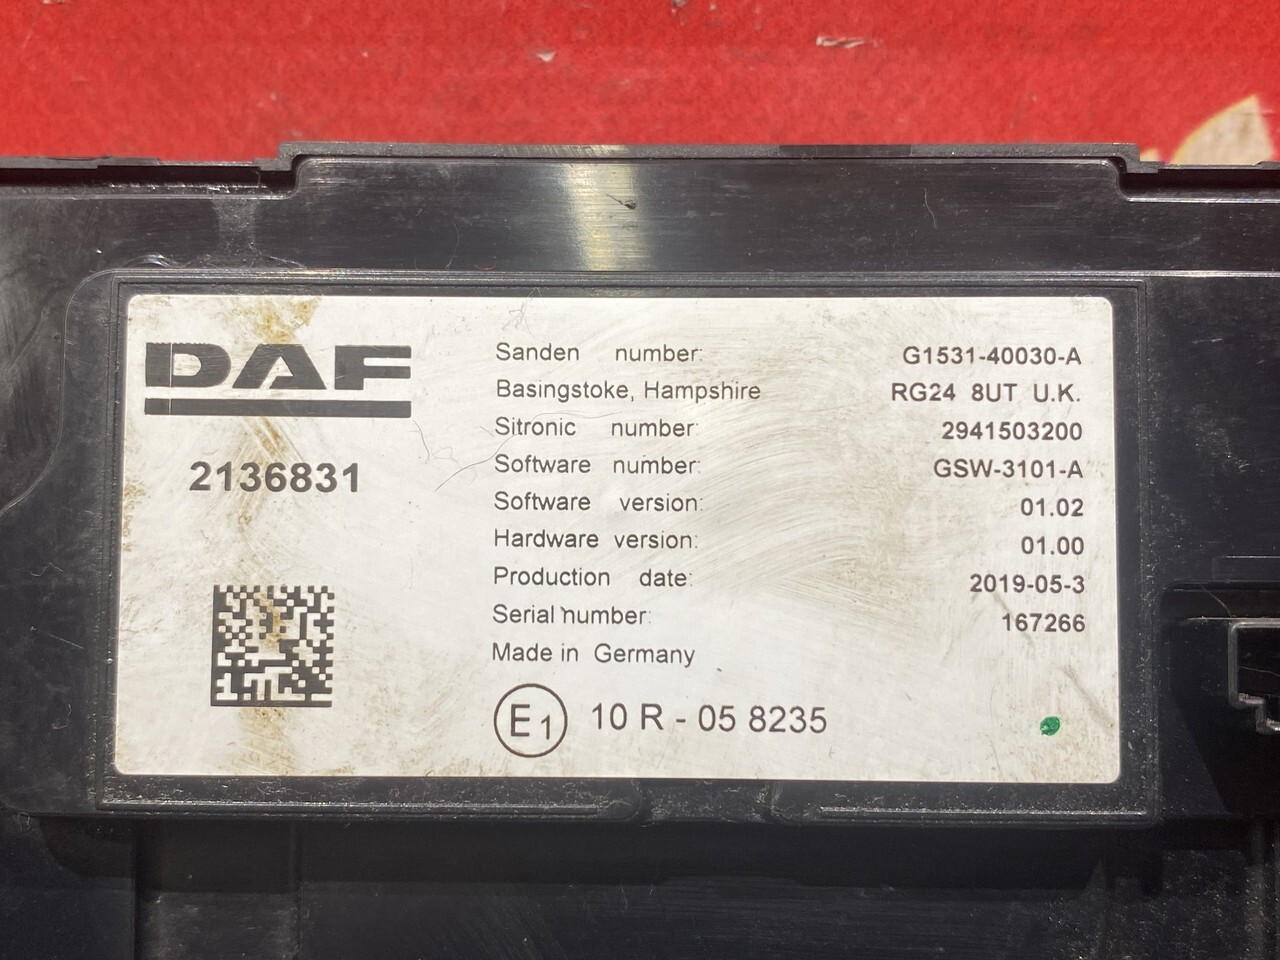 DAF
2136831
Sanden number: G1531-40030-A
Basingstoke, Hampshire RG24 8UT U.K.
Sitronic number: 2941503200
Software number: GSW-3101-A
Software version: 01.02
Hardware version: 01.00
Production date: 2019-05-3
Serial number: 167266
Made in Germany
E1 10 R - 05 8235